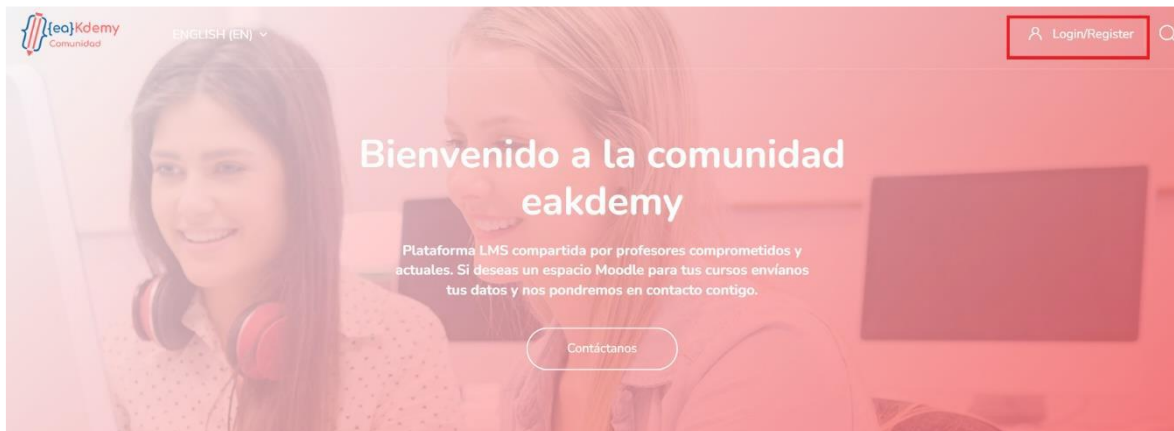 {ea}Kdemy
Comunidad
ENGLISH (EN)
Login/Register
Bienvenido a la comunidad
eakdemy
Plataforma LMS compartida por profesores comprometidos y
actuales. Si deseas un espacio Moodle para tus cursos envíanos
tus datos y nos pondremos en contacto contigo.
Contáctanos